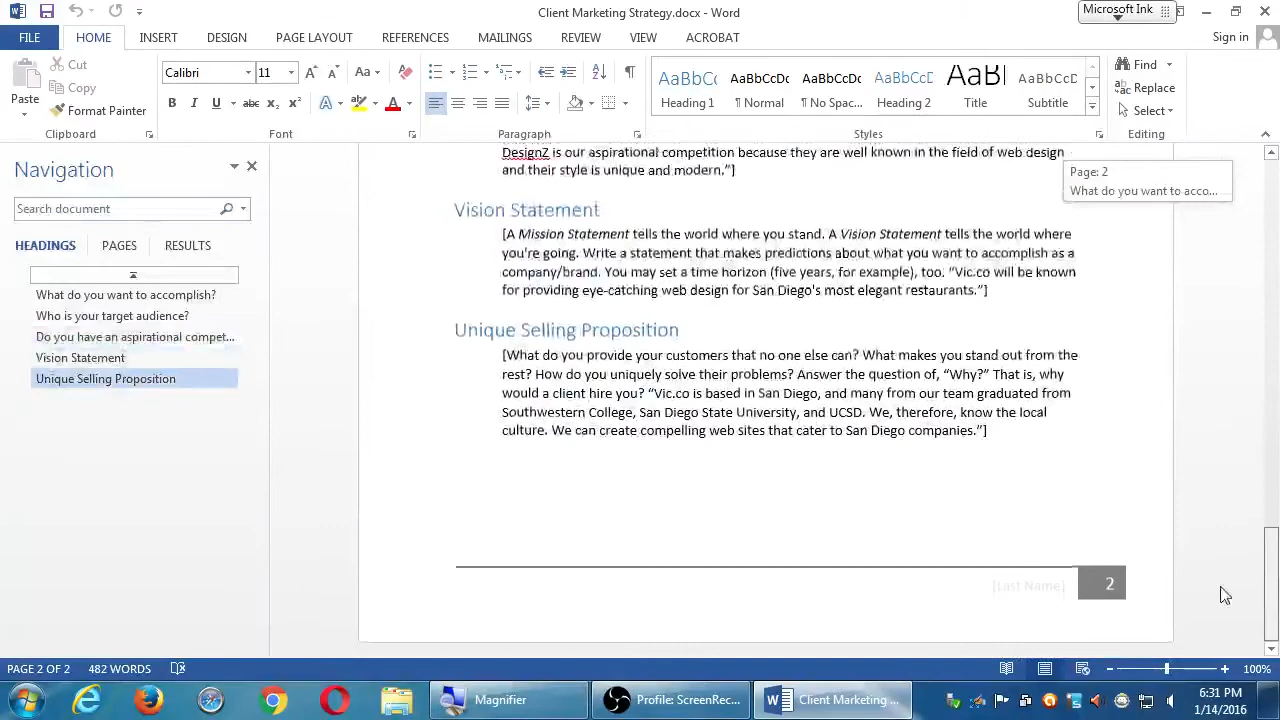 Client Marketing Strategy.docx - Word
Microsoft Ink
FILE HOME INSERT DESIGN PAGE LAYOUT REFERENCES MAILINGS REVIEW VIEW ACROBAT Sign in
Paste
Cut
Copy
Format Painter
Calibri 11
AaBbCc Heading 1
AaBbCcDc ¶ Normal
AaBbCcDc ¶ No Spac...
AaBbCcD Heading 2
AaB Title
AaBbCcD Subtitle
Find
Replace
Select
Clipboard Font Paragraph Styles Editing
Navigation
Search document
HEADINGS PAGES RESULTS
What do you want to accomplish?
Who is your target audience?
Do you have an aspirational compet...
Vision Statement
Unique Selling Proposition
DesignZ is our aspirational competition because they are well known in the field of web design
and their style is unique and modern.”]
Page: 2
What do you want to acco...
Vision Statement
[A Mission Statement tells the world where you stand. A Vision Statement tells the world where
you're going. Write a statement that makes predictions about what you want to accomplish as a
company/brand. You may set a time horizon (five years, for example), too. “Vic.co will be known
for providing eye-catching web design for San Diego's most elegant restaurants.”]
Unique Selling Proposition
[What do you provide your customers that no one else can? What makes you stand out from the
rest? How do you uniquely solve their problems? Answer the question of, “Why?” That is, why
would a client hire you? “Vic.co is based in San Diego, and many from our team graduated from
Southwestern College, San Diego State University, and UCSD. We, therefore, know the local
culture. We can create compelling web sites that cater to San Diego companies.”]
[Last Name] 2
PAGE 2 OF 2 482 WORDS 100%
Magnifier
Profile: ScreenRec...
Client Marketing ...
6:31 PM
1/14/2016